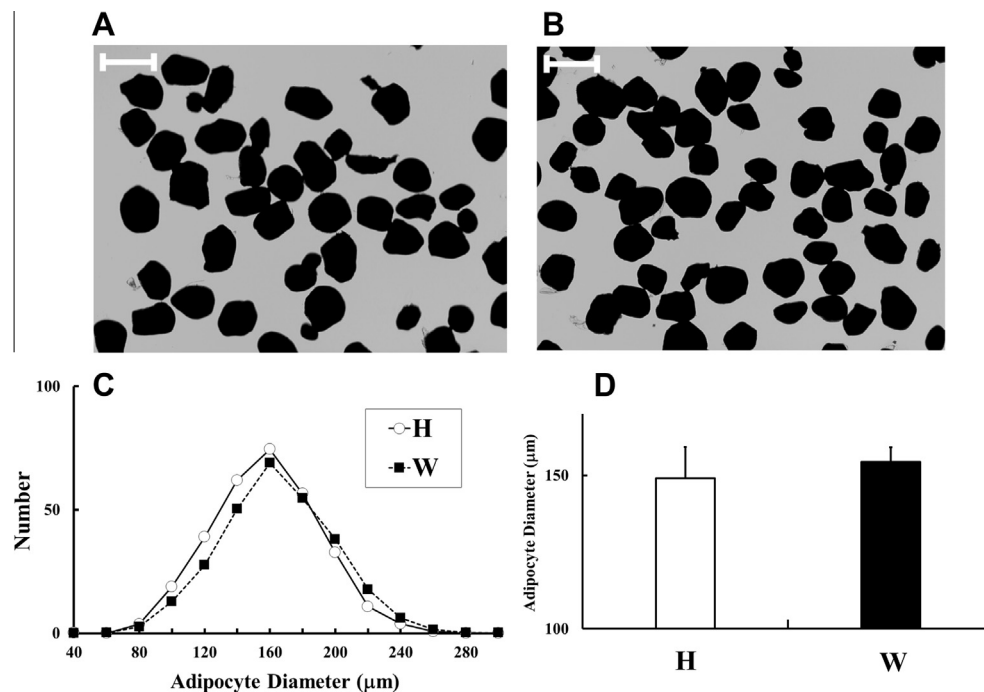 A
B
C
100
50
0
Number
H
W
40
80
120
160
200
240
280
Adipocyte Diameter (μm)
D
150
100
Adipocyte Diameter (μm)
H
W